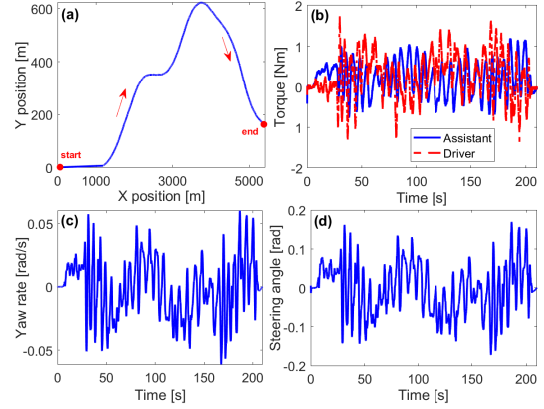 (a)
600
400
200
0
Y position [m]
start
end
1000
3000
5000
X position [m]
(b)
2
1
0
1
2
Torque [Nm]
Assistant
Driver
0
50
100
150
200
Time [s]
(c)
0.05
0
-0.05
Yaw rate [rad/s]
0
50
100
150
200
Time [s]
(d)
0.2
0.1
0
-0.1
-0.2
Steering angle [rad]
0
50
100
150
200
Time [s]